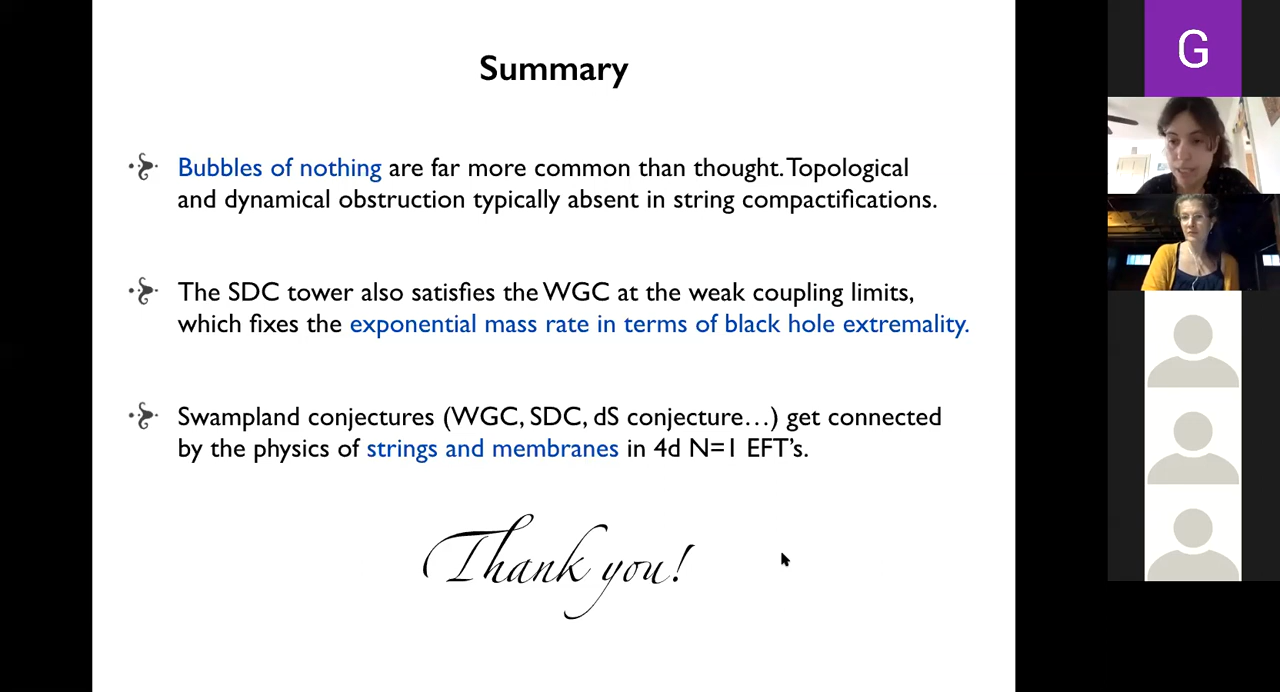 Summary
Bubbles of nothing are far more common than thought. Topological
and dynamical obstruction typically absent in string compactifications.
The SDC tower also satisfies the WGC at the weak coupling limits,
which fixes the exponential mass rate in terms of black hole extremality.
Swampland conjectures (WGC, SDC, dS conjecture…) get connected
by the physics of strings and membranes in 4d N=1 EFT's.
Thank you!
G